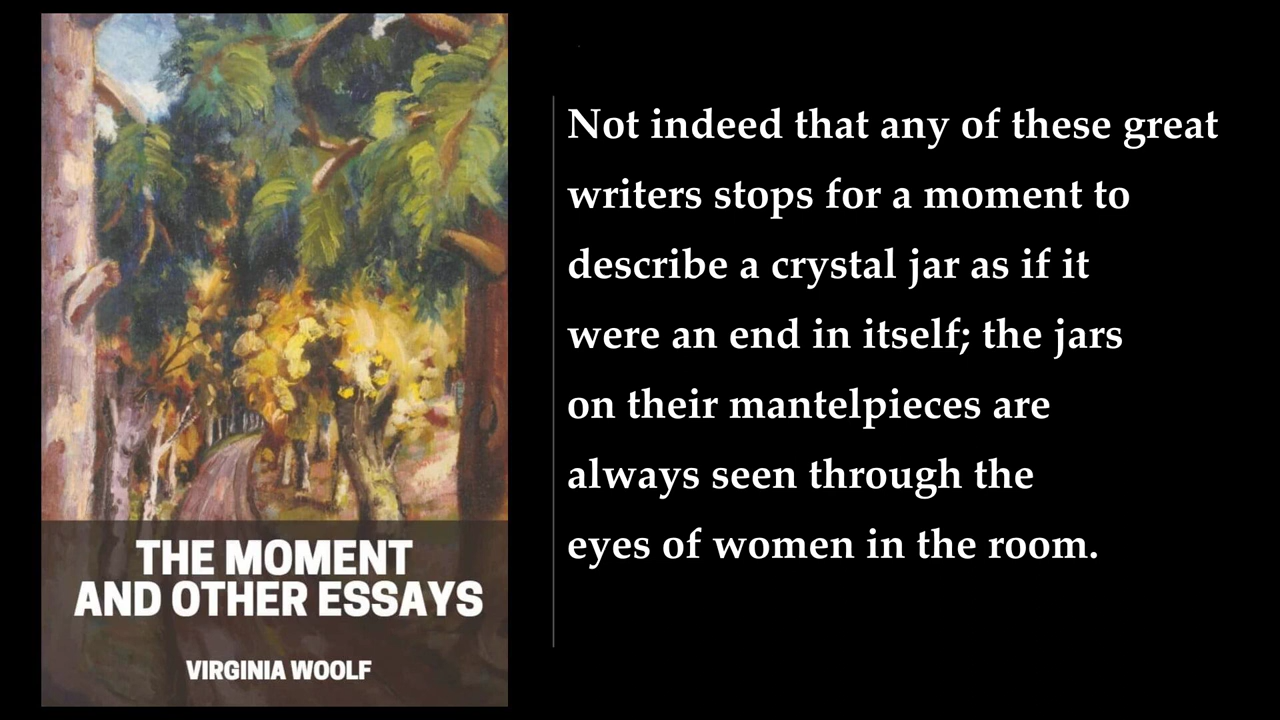 THE MOMENT
AND OTHER ESSAYS
VIRGINIA WOOLF
Not indeed that any of these great
writers stops for a moment to
describe a crystal jar as if it
were an end in itself; the jars
on their mantelpieces are
always seen through the
eyes of women in the room.